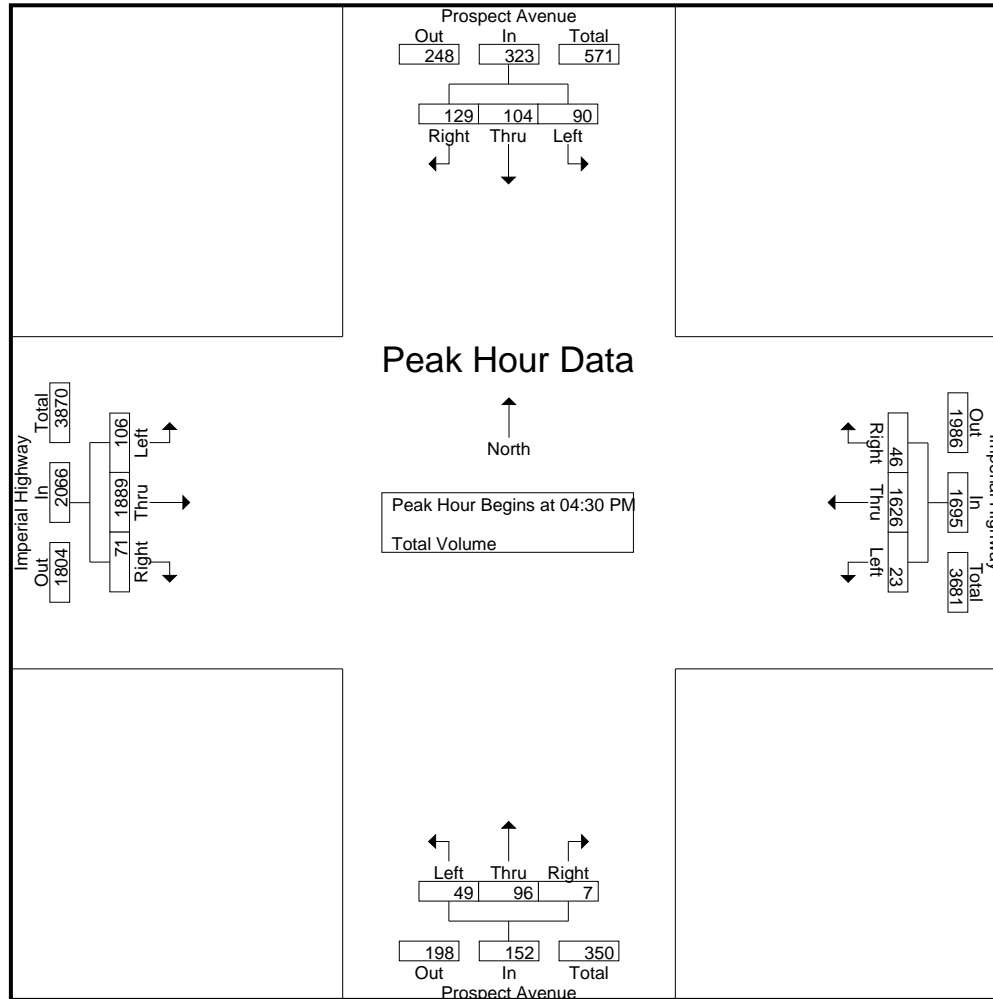 Prospect Avenue
Out In Total
248 323 571
129 104 90
Right Thru Left
Peak Hour Data
North
Peak Hour Begins at 04:30 PM
Total Volume
Imperial Highway
Out In Total
1804 2066 3870
106 1889 71
Left Thru Right
Imperial Highway
Out In Total
1986 1695 3681
46 1626 23
Right Thru Left
Left Thru Right
49 96 7
198 152 350
Out In Total
Prospect Avenue